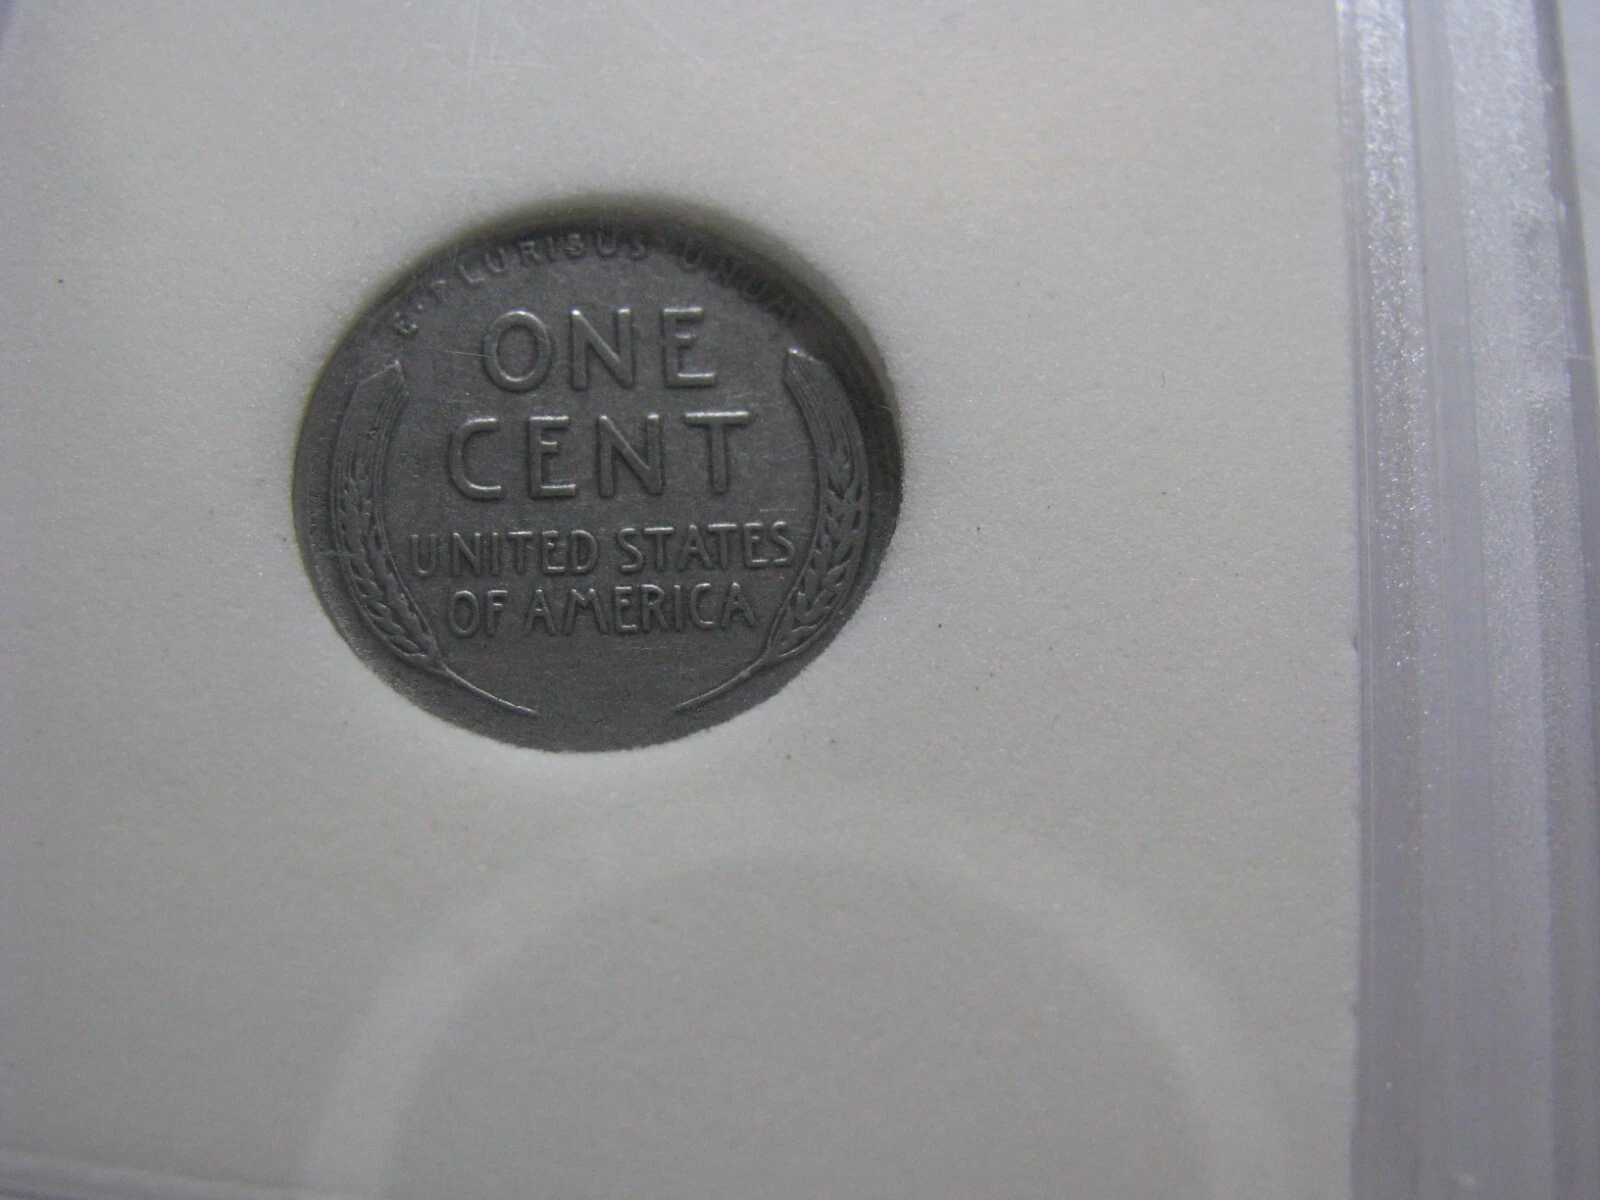 E·PLURIBUS·UNUM
ONE
CENT
UNITED STATES
OF AMERICA